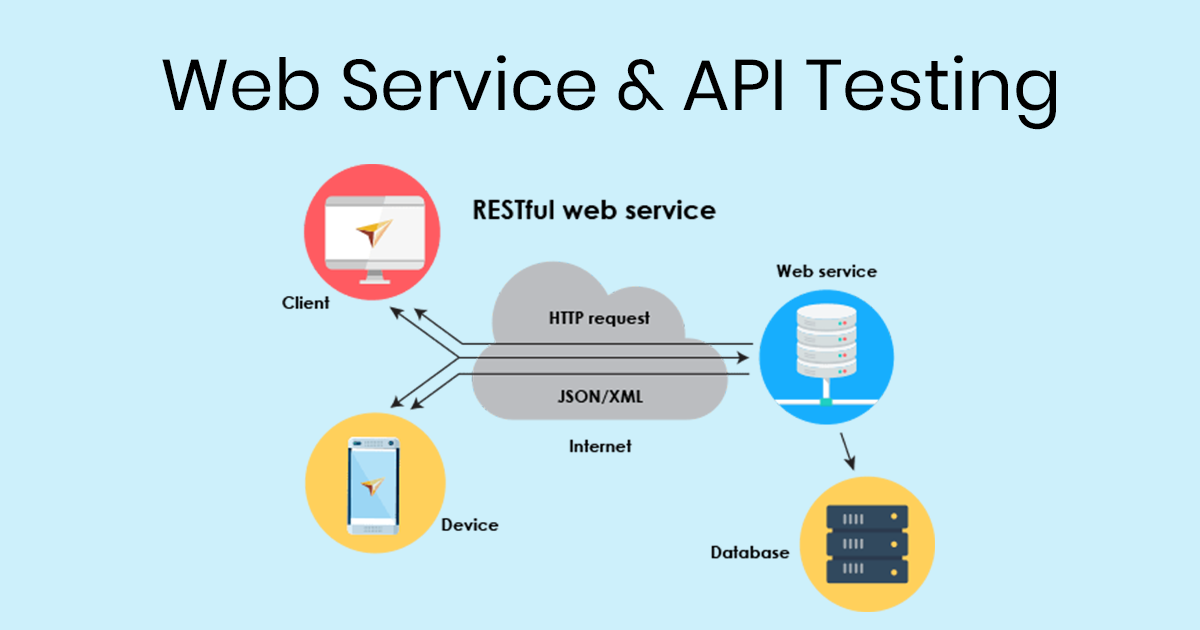 Web Service & API Testing
RESTful web service
Web service
Client
HTTP request
JSON/XML
Internet
Device
Database